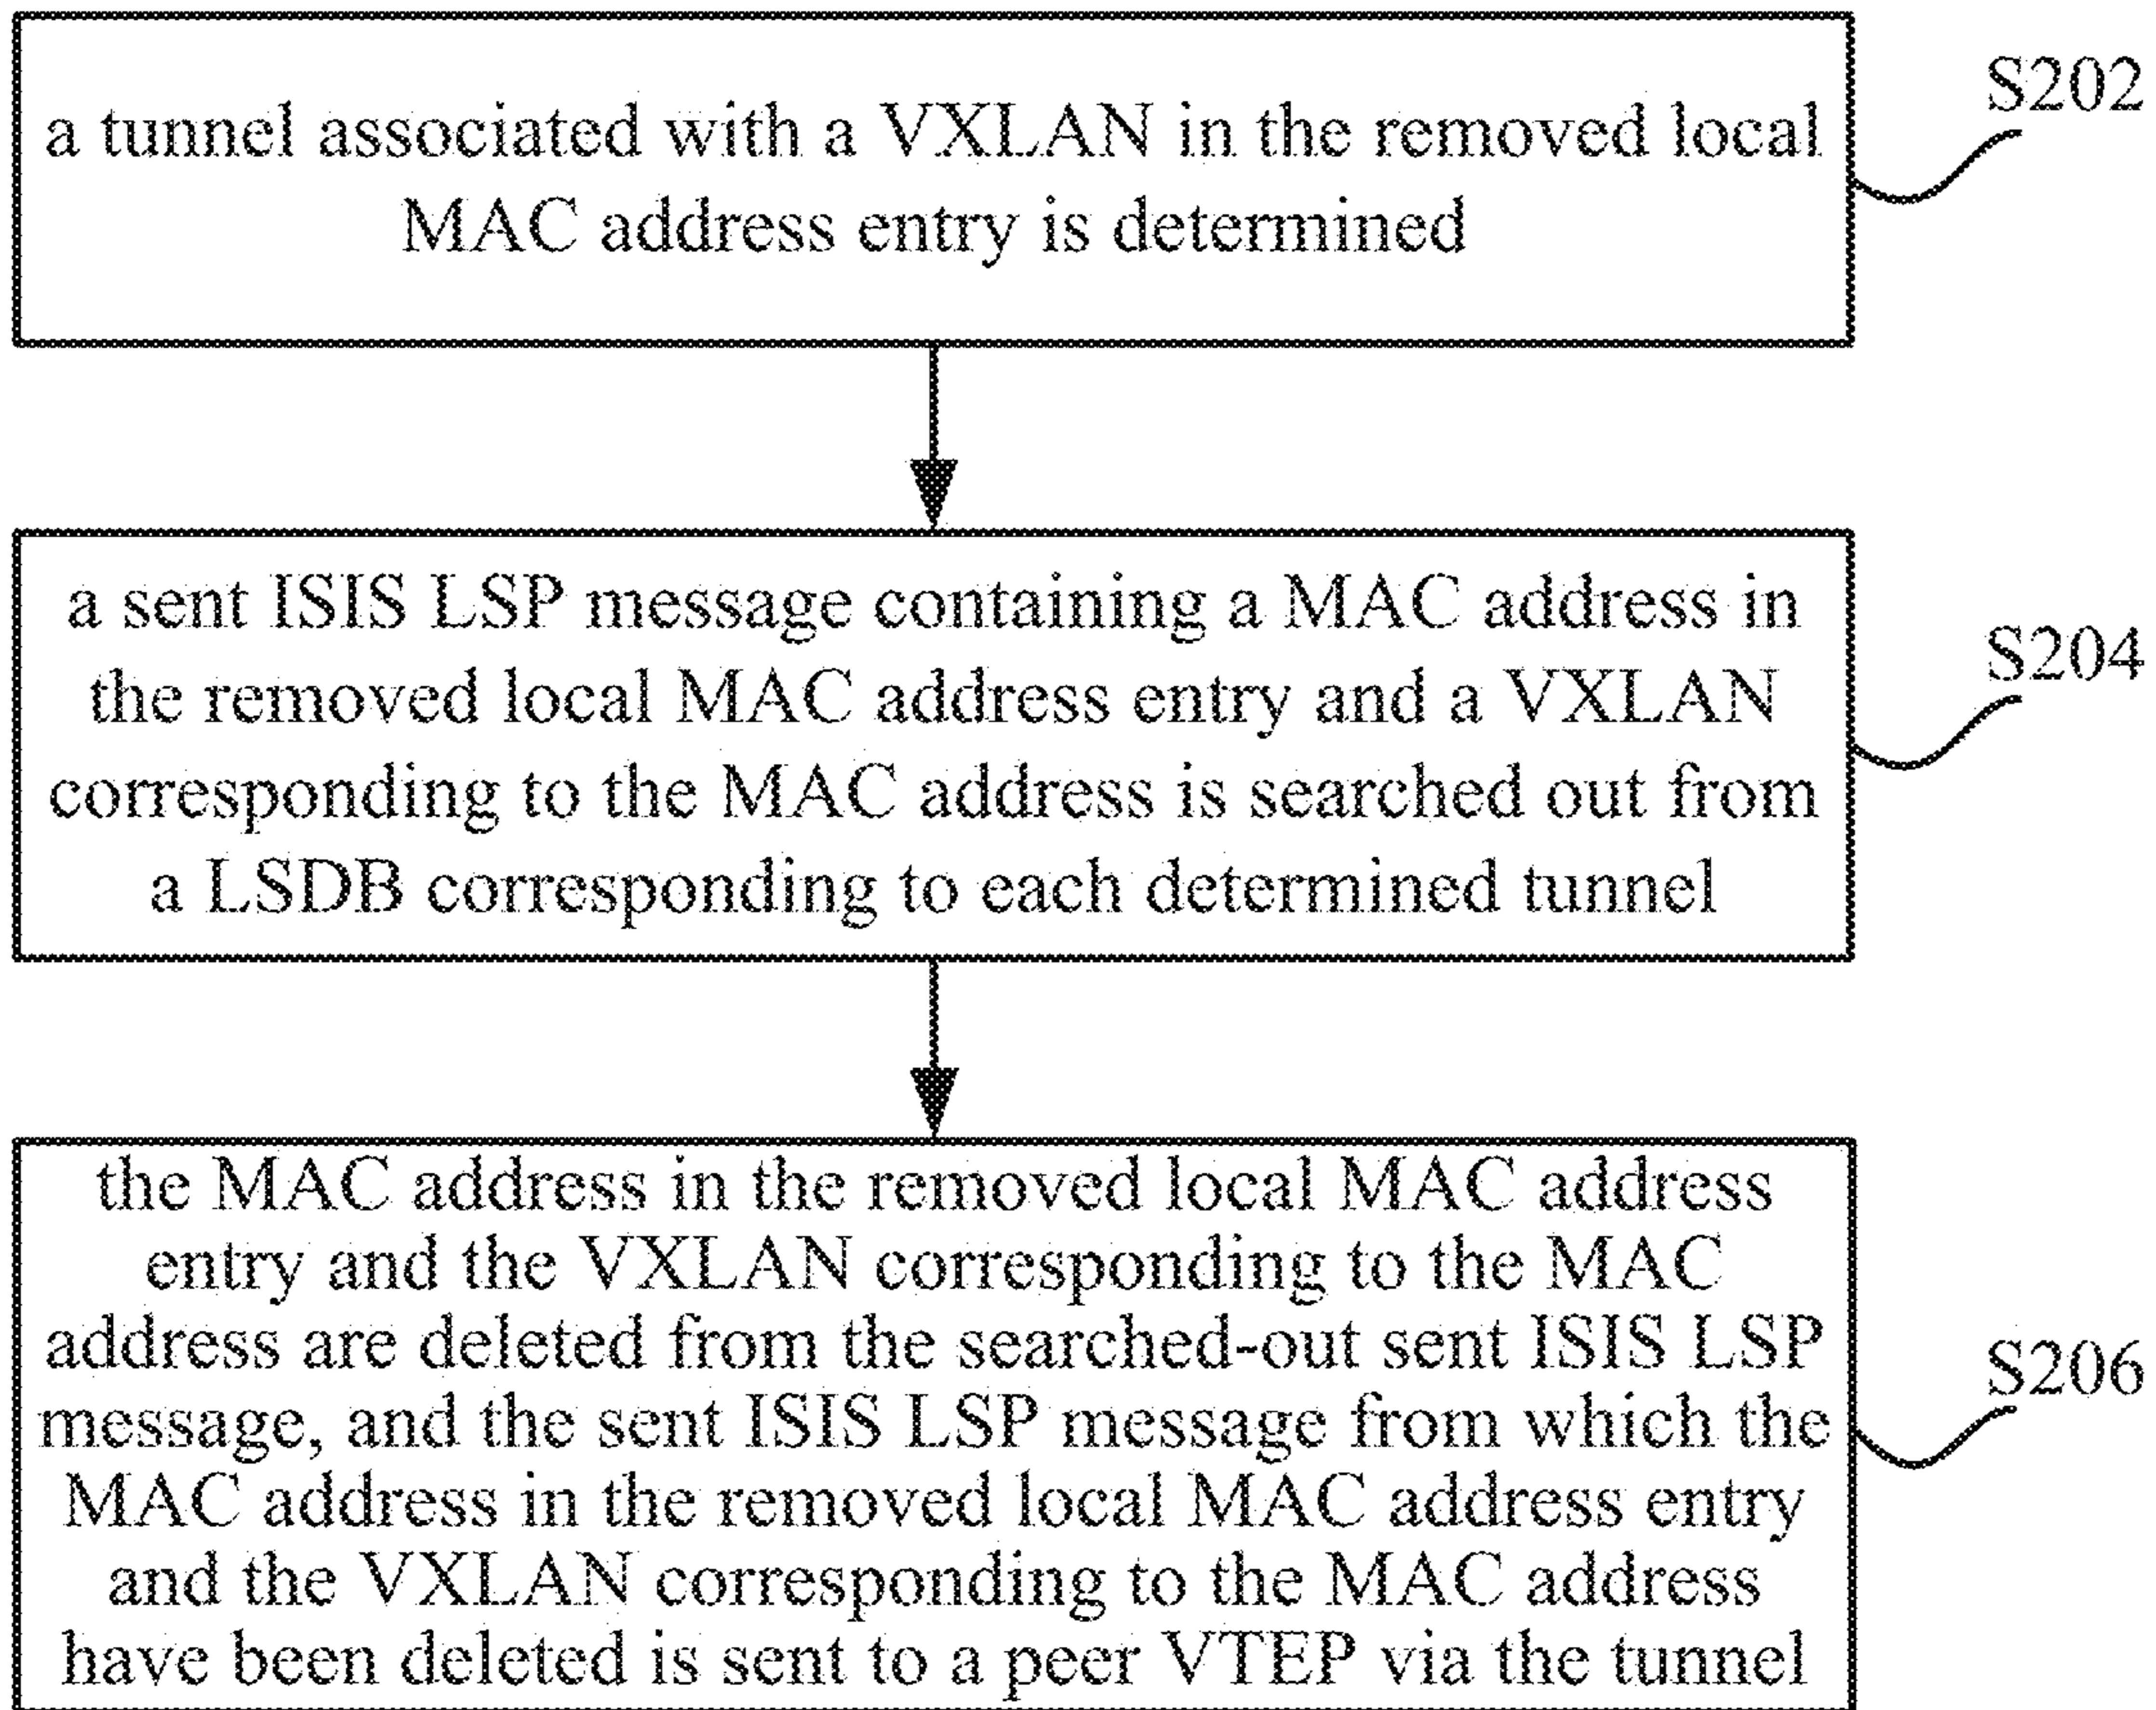 a tunnel associated with a VXLAN in the removed local
MAC address entry is determined
S202
a sent ISIS LSP message containing a MAC address in
the removed local MAC address entry and a VXLAN
corresponding to the MAC address is searched out from
a LSDB corresponding to each determined tunnel
S204
the MAC address in the removed local MAC address
entry and the VXLAN corresponding to the MAC
address are deleted from the searched-out sent ISIS LSP
message, and the sent ISIS LSP message from which the
MAC address in the removed local MAC address entry
and the VXLAN corresponding to the MAC address
have been deleted is sent to a peer VTEP via the tunnel
S206